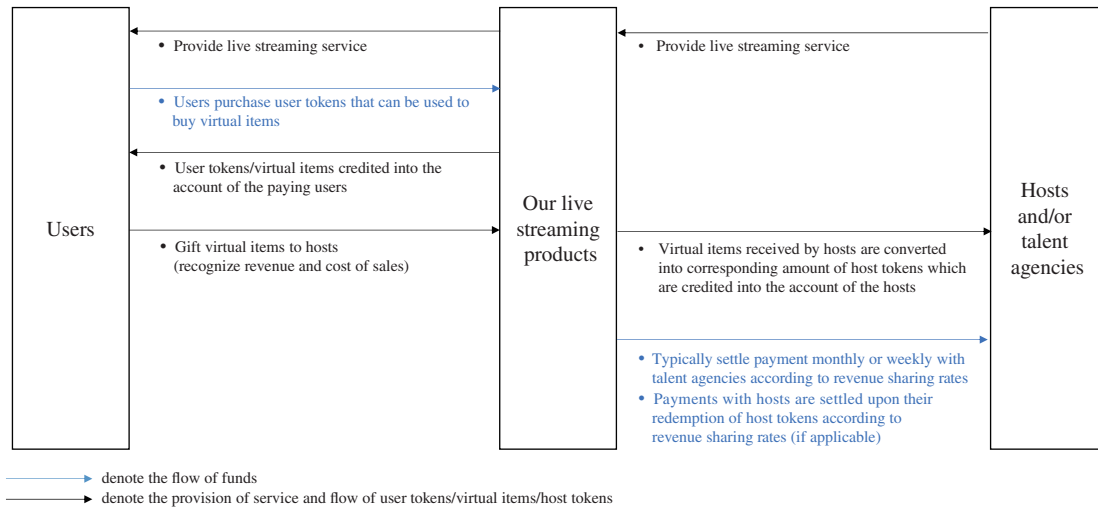 • Provide live streaming service
• Provide live streaming service
• Users purchase user tokens that can be used to
buy virtual items
• User tokens/virtual items credited into the
account of the paying users
Users
Our live
streaming
products
Hosts
and/or
talent
agencies
• Gift virtual items to hosts
(recognize revenue and cost of sales)
• Virtual items received by hosts are converted
into corresponding amount of host tokens which
are credited into the account of the hosts
• Typically settle payment monthly or weekly with
talent agencies according to revenue sharing rates
• Payments with hosts are settled upon their
redemption of host tokens according to
revenue sharing rates (if applicable)
denote the flow of funds
denote the provision of service and flow of user tokens/virtual items/host tokens